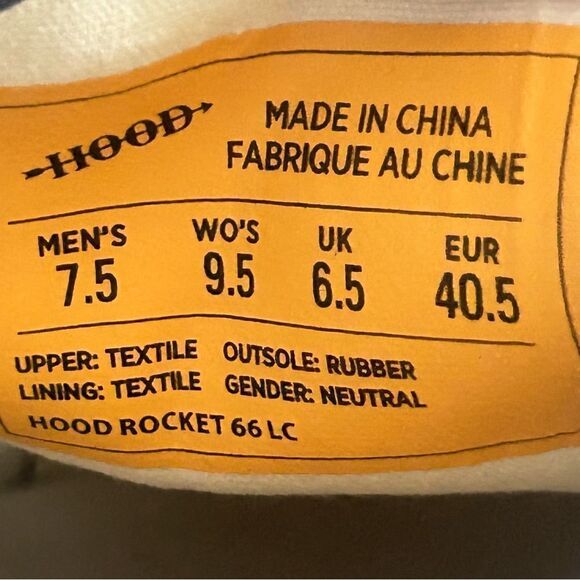 HOOD
MADE IN CHINA
FABRIQUE AU CHINE
MEN'S WO'S UK EUR
7.5 9.5 6.5 40.5
UPPER: TEXTILE OUTSOLE: RUBBER
LINING: TEXTILE GENDER: NEUTRAL
HOOD ROCKET 66 LC